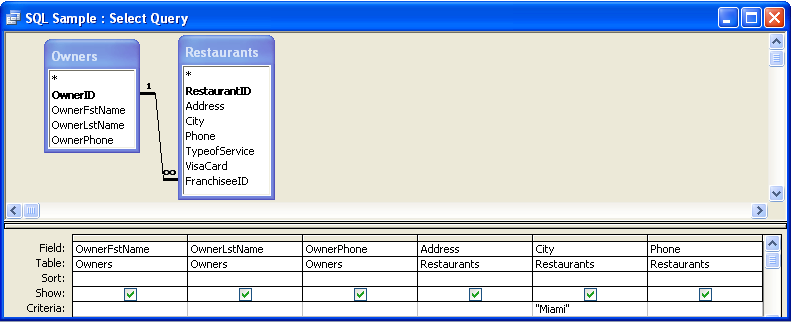 SQL Sample : Select Query
Owners
*
OwnerID
OwnerFstName
OwnerLstName
OwnerPhone
1
∞
Restaurants
*
RestaurantID
Address
City
Phone
TypeofService
VisaCard
FranchiseeID
Field: OwnerFstName OwnerLstName OwnerPhone Address City Phone
Table: Owners Owners Owners Restaurants Restaurants Restaurants
Sort:
Show:
Criteria: "Miami"